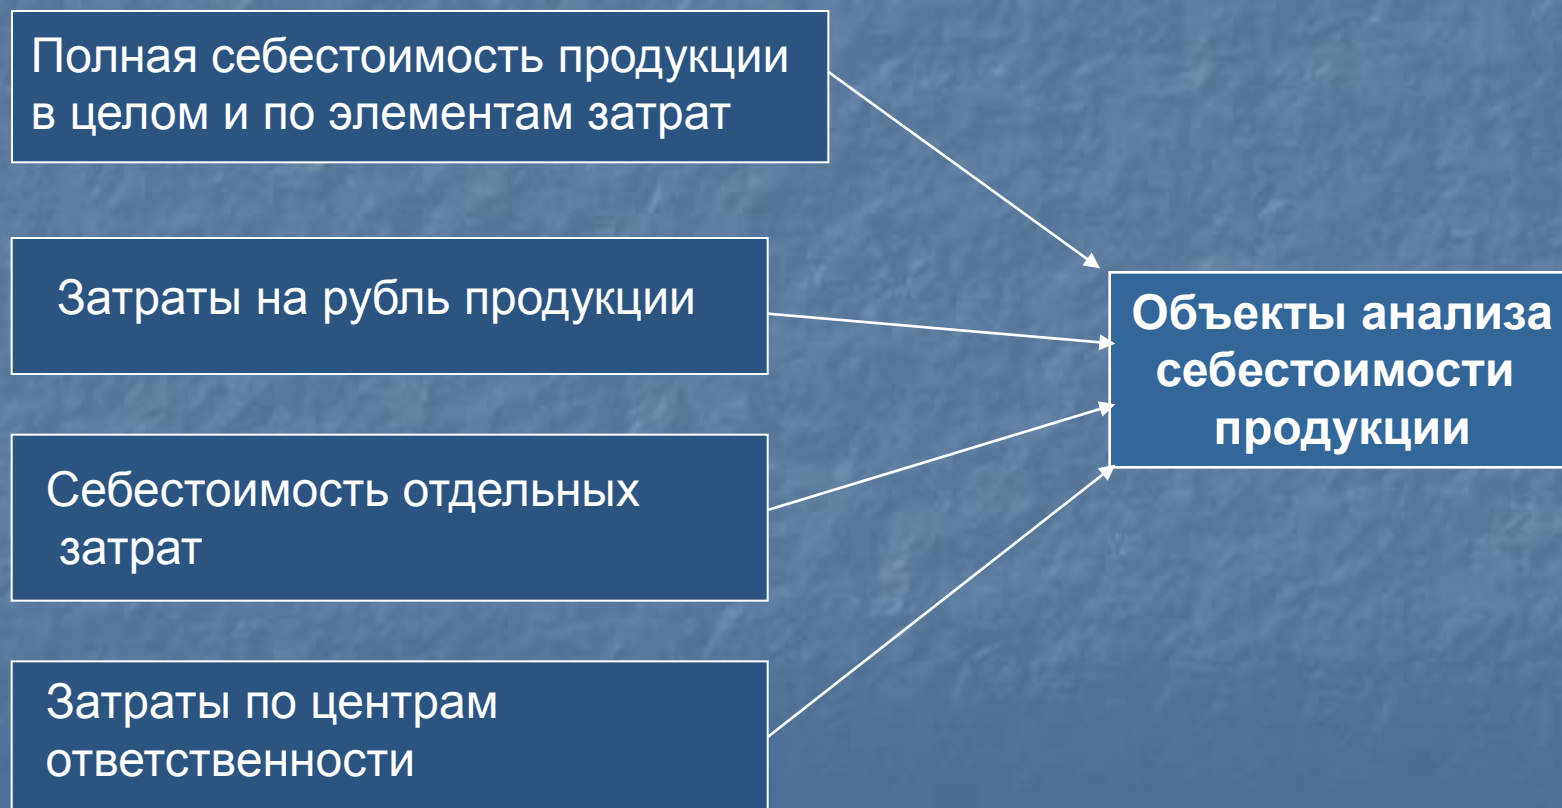 Полная себестоимость продукции
в целом и по элементам затрат
Затраты на рубль продукции
Себестоимость отдельных
затрат
Затраты по центрам
ответственности
Объекты анализа
себестоимости
продукции